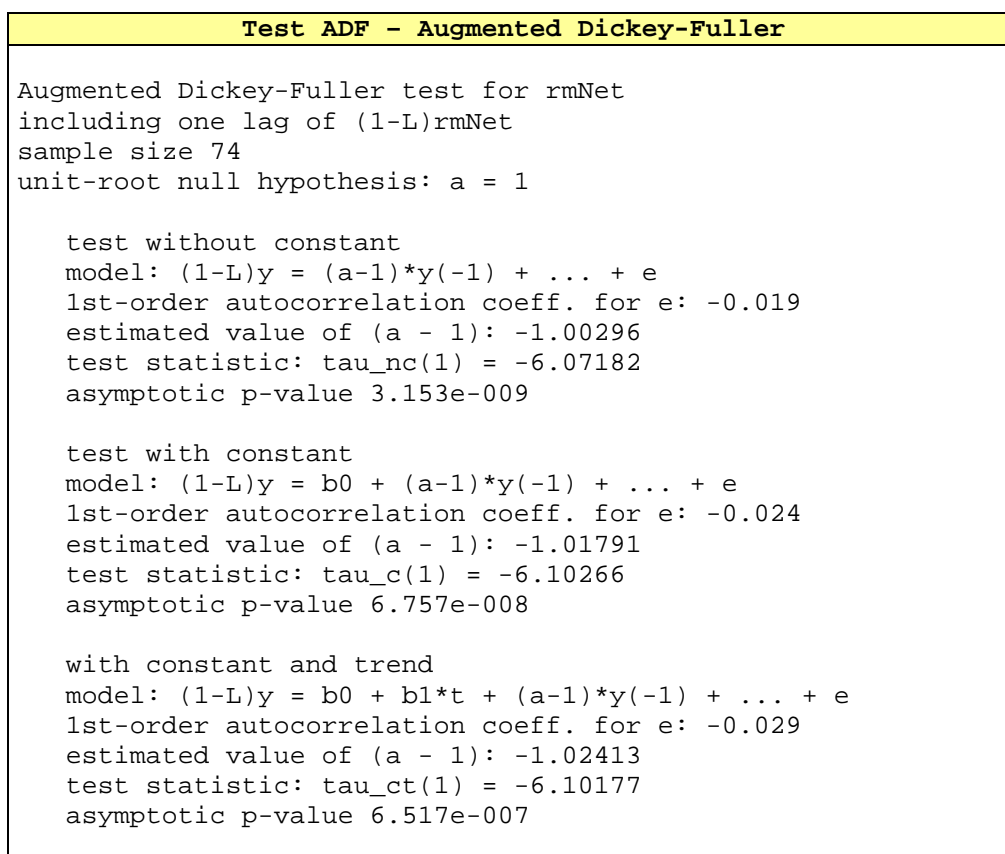 Test ADF – Augmented Dickey-Fuller
Augmented Dickey-Fuller test for rmNet
including one lag of (1-L)rmNet
sample size 74
unit-root null hypothesis: a = 1
test without constant
model: (1-L)y = (a-1)*y(-1) + ... + e
1st-order autocorrelation coeff. for e: -0.019
estimated value of (a - 1): -1.00296
test statistic: tau_nc(1) = -6.07182
asymptotic p-value 3.153e-009
test with constant
model: (1-L)y = b0 + (a-1)*y(-1) + ... + e
1st-order autocorrelation coeff. for e: -0.024
estimated value of (a - 1): -1.01791
test statistic: tau_c(1) = -6.10266
asymptotic p-value 6.757e-008
with constant and trend
model: (1-L)y = b0 + b1*t + (a-1)*y(-1) + ... + e
1st-order autocorrelation coeff. for e: -0.029
estimated value of (a - 1): -1.02413
test statistic: tau_ct(1) = -6.10177
asymptotic p-value 6.517e-007